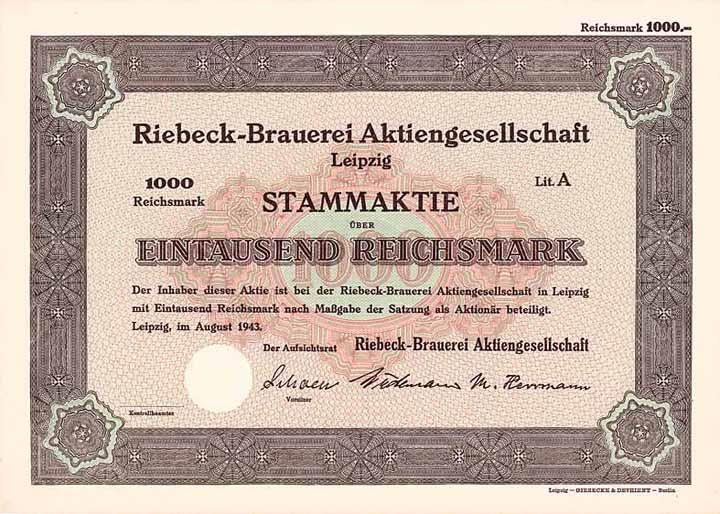 Reichsmark 1000.—
Riebeck-Brauerei Aktiengesellschaft
Leipzig
1000
Reichsmark
Lit. A
STAMMAKTIE
ÜBER
1000
EINTAUSEND REICHSMARK
Der Inhaber dieser Aktie ist bei der Riebeck-Brauerei Aktiengesellschaft in Leipzig
mit Eintausend Reichsmark nach Maßgabe der Satzung als Aktionär beteiligt.
Leipzig, im August 1943.
Der Aufsichtsrat Riebeck-Brauerei Aktiengesellschaft
M. Herrmann
Vorsitzer
Kontrollbeamter
Leipzig — GIESECKE & DEVRIENT — Berlin